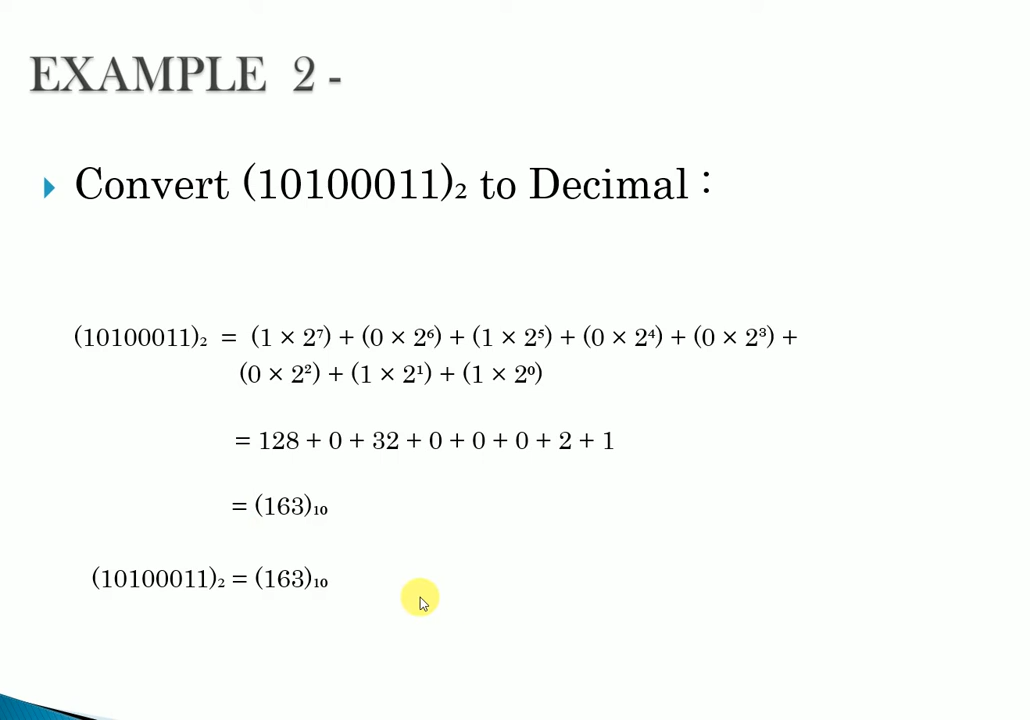 EXAMPLE 2 -
Convert (10100011)₂ to Decimal :
(10100011)₂ = (1 × 2⁷) + (0 × 2⁶) + (1 × 2⁵) + (0 × 2⁴) + (0 × 2³) +
(0 × 2²) + (1 × 2¹) + (1 × 2⁰)
= 128 + 0 + 32 + 0 + 0 + 0 + 2 + 1
= (163)₁₀
(10100011)₂ = (163)₁₀